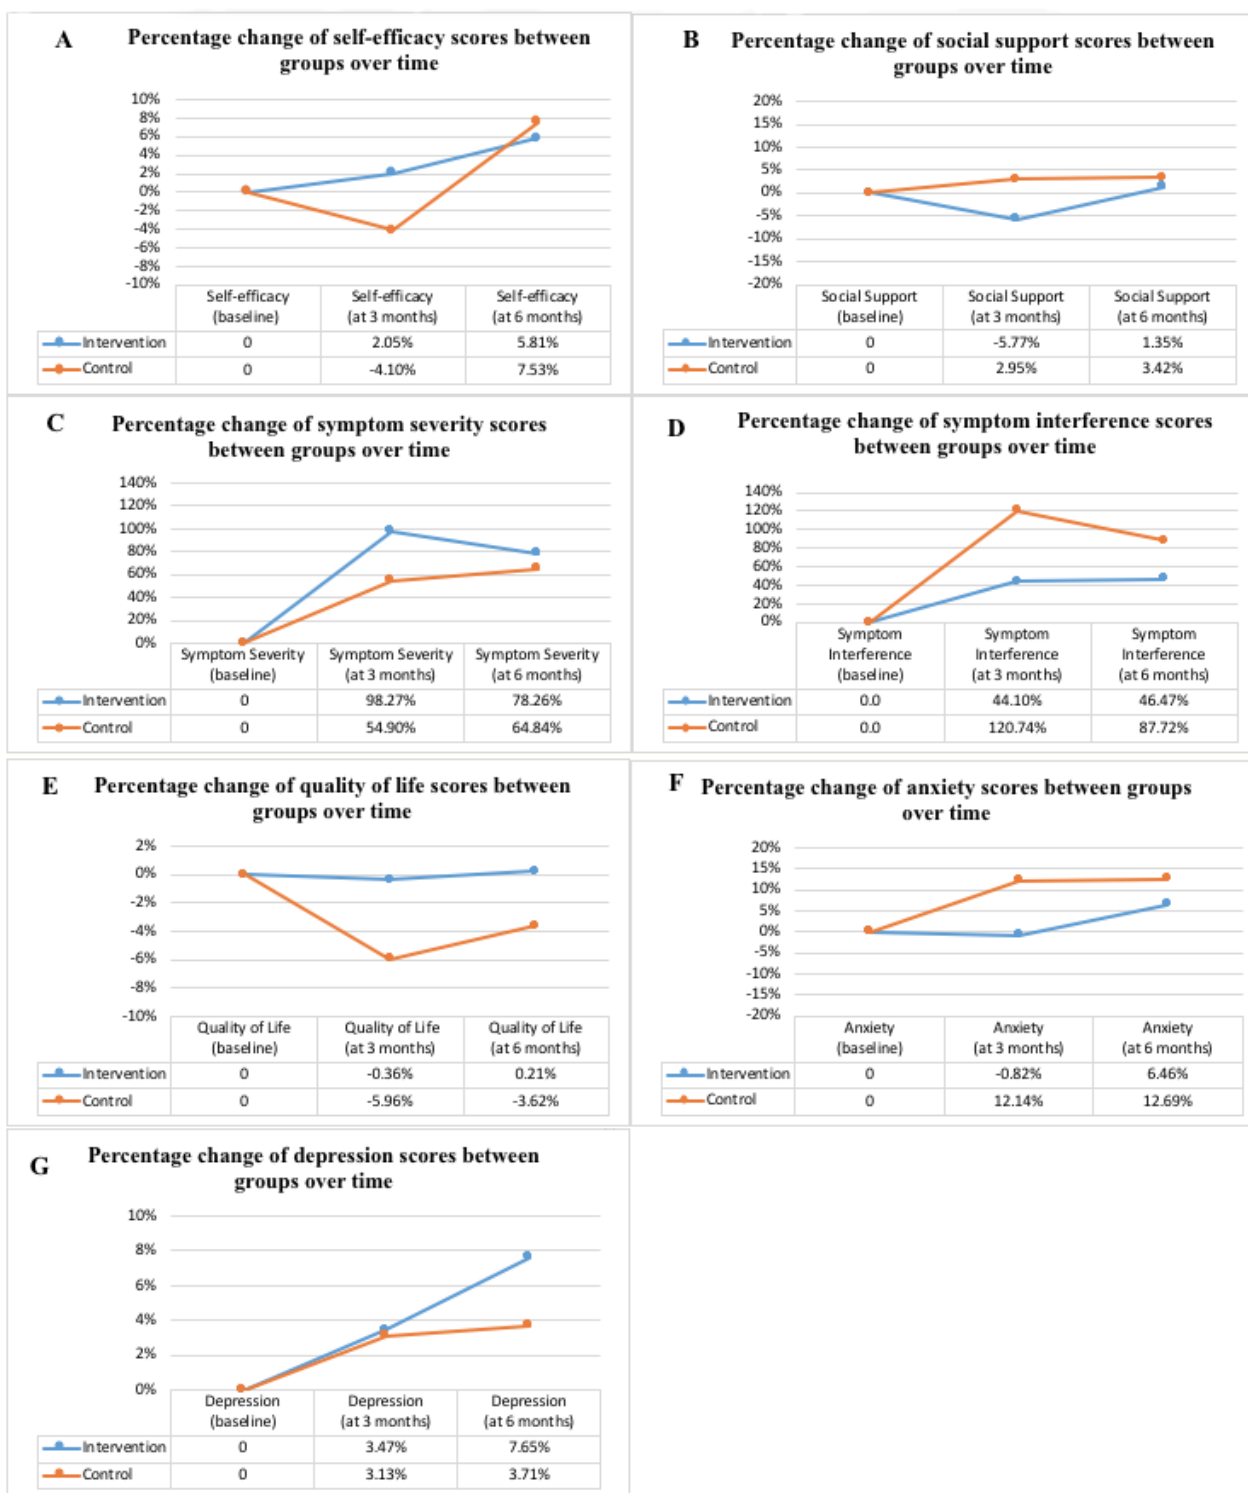 A
Percentage change of self-efficacy scores between
groups over time
10%
8%
6%
4%
2%
0%
-2%
-4%
-6%
-8%
-10%
Self-efficacy (baseline) Self-efficacy (at 3 months) Self-efficacy (at 6 months)
Intervention 0 2.05% 5.81%
Control 0 -4.10% 7.53%
B
Percentage change of social support scores between
groups over time
20%
15%
10%
5%
0%
-5%
-10%
-15%
-20%
Social Support (baseline) Social Support (at 3 months) Social Support (at 6 months)
Intervention 0 -5.77% 1.35%
Control 0 2.95% 3.42%
C
Percentage change of symptom severity scores
between groups over time
140%
120%
100%
80%
60%
40%
20%
0%
Symptom Severity (baseline) Symptom Severity (at 3 months) Symptom Severity (at 6 months)
Intervention 0 98.27% 78.26%
Control 0 54.90% 64.84%
D
Percentage change of symptom interference scores
between groups over time
140%
120%
100%
80%
60%
40%
20%
0%
Symptom Interference (baseline) Symptom Interference (at 3 months) Symptom Interference (at 6 months)
Intervention 0.0 44.10% 46.47%
Control 0.0 120.74% 87.72%
E
Percentage change of quality of life scores between
groups over time
2%
0%
-2%
-4%
-6%
-8%
-10%
Quality of Life (baseline) Quality of Life (at 3 months) Quality of Life (at 6 months)
Intervention 0 -0.36% 0.21%
Control 0 -5.96% -3.62%
F
Percentage change of anxiety scores between groups
over time
20%
15%
10%
5%
0%
-5%
-10%
-15%
-20%
Anxiety (baseline) Anxiety (at 3 months) Anxiety (at 6 months)
Intervention 0 -0.82% 6.46%
Control 0 12.14% 12.69%
G
Percentage change of depression scores between
groups over time
10%
8%
6%
4%
2%
0%
Depression (baseline) Depression (at 3 months) Depression (at 6 months)
Intervention 0 3.47% 7.65%
Control 0 3.13% 3.71%